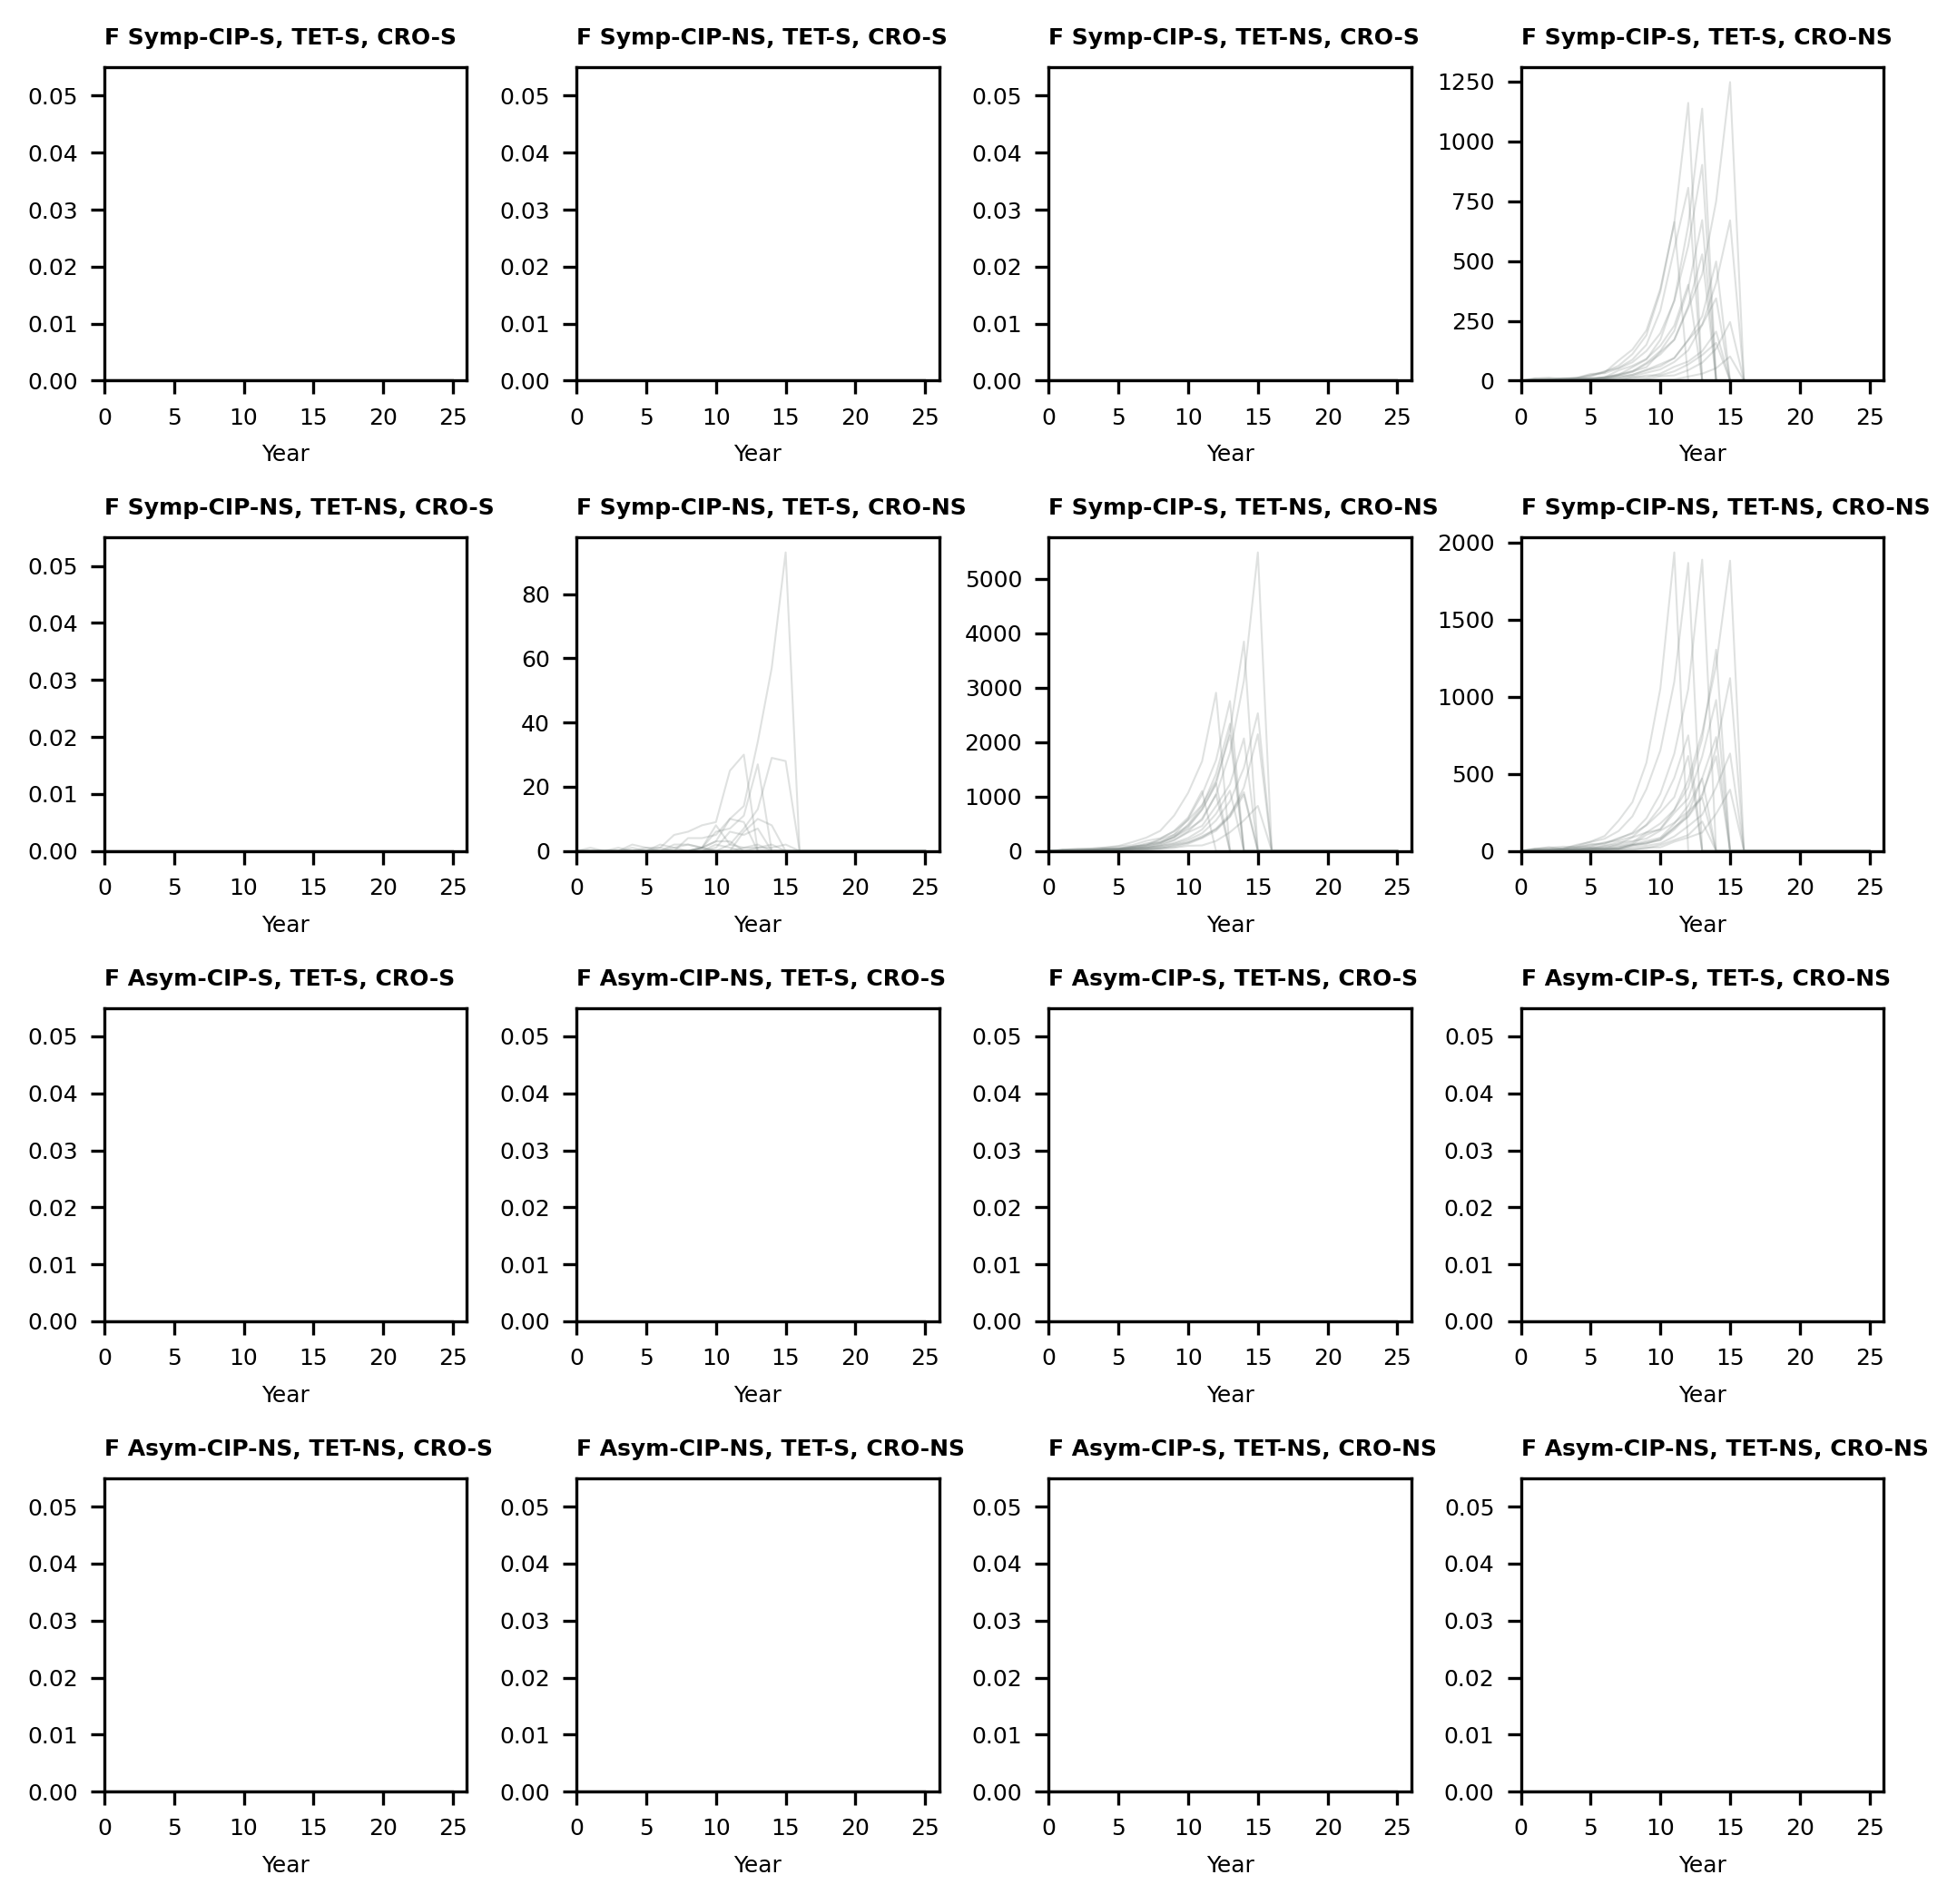 F Symp-CIP-S, TET-S, CRO-S
0.05
0.04
0.03
0.02
0.01
0.00
0 5 10 15 20 25
Year
F Symp-CIP-NS, TET-S, CRO-S
0.05
0.04
0.03
0.02
0.01
0.00
0 5 10 15 20 25
Year
F Symp-CIP-S, TET-NS, CRO-S
0.05
0.04
0.03
0.02
0.01
0.00
0 5 10 15 20 25
Year
F Symp-CIP-S, TET-S, CRO-NS
1250
1000
750
500
250
0
0 5 10 15 20 25
Year
F Symp-CIP-NS, TET-NS, CRO-S
0.05
0.04
0.03
0.02
0.01
0.00
0 5 10 15 20 25
Year
F Symp-CIP-NS, TET-S, CRO-NS
80
60
40
20
0
0 5 10 15 20 25
Year
F Symp-CIP-S, TET-NS, CRO-NS
5000
4000
3000
2000
1000
0
0 5 10 15 20 25
Year
F Symp-CIP-NS, TET-NS, CRO-NS
2000
1500
1000
500
0
0 5 10 15 20 25
Year
F Asym-CIP-S, TET-S, CRO-S
0.05
0.04
0.03
0.02
0.01
0.00
0 5 10 15 20 25
Year
F Asym-CIP-NS, TET-S, CRO-S
0.05
0.04
0.03
0.02
0.01
0.00
0 5 10 15 20 25
Year
F Asym-CIP-S, TET-NS, CRO-S
0.05
0.04
0.03
0.02
0.01
0.00
0 5 10 15 20 25
Year
F Asym-CIP-S, TET-S, CRO-NS
0.05
0.04
0.03
0.02
0.01
0.00
0 5 10 15 20 25
Year
F Asym-CIP-NS, TET-NS, CRO-S
0.05
0.04
0.03
0.02
0.01
0.00
0 5 10 15 20 25
Year
F Asym-CIP-NS, TET-S, CRO-NS
0.05
0.04
0.03
0.02
0.01
0.00
0 5 10 15 20 25
Year
F Asym-CIP-S, TET-NS, CRO-NS
0.05
0.04
0.03
0.02
0.01
0.00
0 5 10 15 20 25
Year
F Asym-CIP-NS, TET-NS, CRO-NS
0.05
0.04
0.03
0.02
0.01
0.00
0 5 10 15 20 25
Year